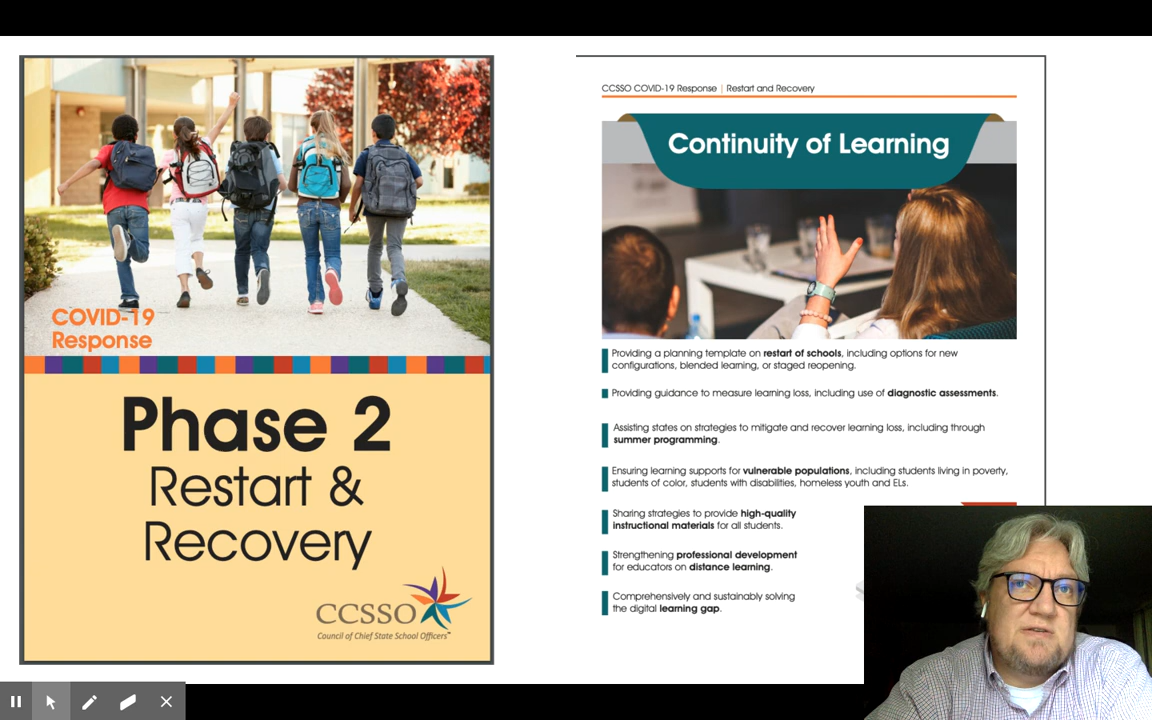 COVID-19
Response
Phase 2
Restart &
Recovery
CCSSO
Council of Chief State School Officers™
CCSSO COVID-19 Response | Restart and Recovery
Continuity of Learning
Providing a planning template on restart of schools, including options for new
configurations, blended learning, or staged reopening.
Providing guidance to measure learning loss, including use of diagnostic assessments.
Assisting states on strategies to mitigate and recover learning loss, including through
summer programming.
Ensuring learning supports for vulnerable populations, including students living in poverty,
students of color, students with disabilities, homeless youth and ELs.
Sharing strategies to provide high-quality
instructional materials for all students.
Strengthening professional development
for educators on distance learning.
Comprehensively and sustainably solving
the digital learning gap.